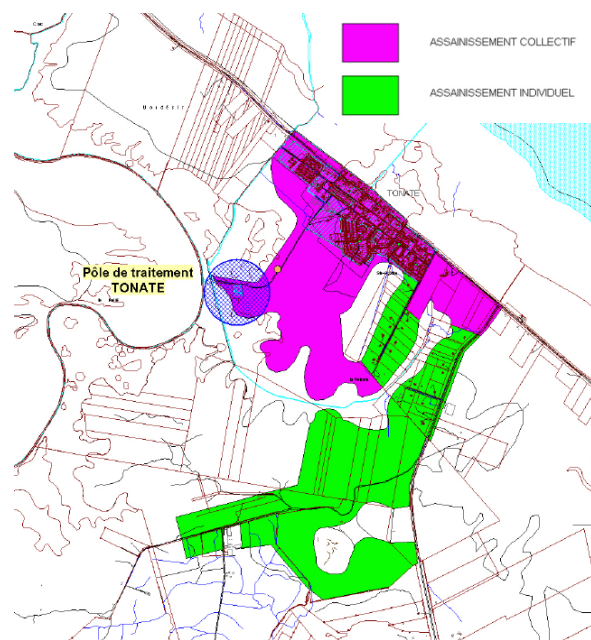 ASSAINISSEMENT COLLECTIF
ASSAINISSEMENT INDIVIDUEL
TONATE
Pôle de traitement
TONATE